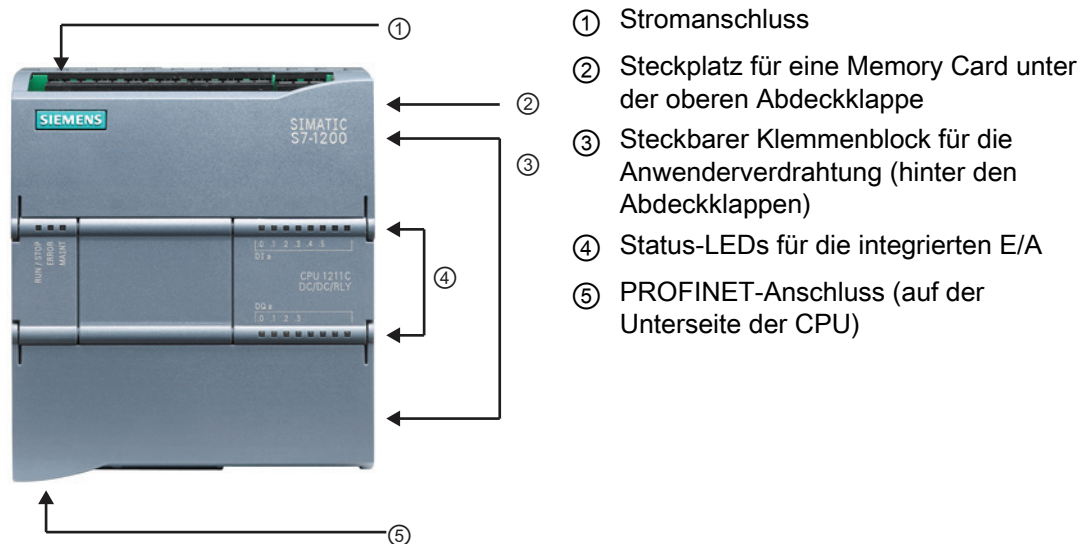 ①
②
③
④
⑤
SIEMENS
SIMATIC
S7-1200
RUN / STOP
ERROR
MAINT
.0 .1 .2 .3 .4 .5
DI a
CPU 1211C
DC/DC/RLY
DQ a
.0 .1 .2 .3
① Stromanschluss
② Steckplatz für eine Memory Card unter
der oberen Abdeckklappe
③ Steckbarer Klemmenblock für die
Anwenderverdrahtung (hinter den
Abdeckklappen)
④ Status-LEDs für die integrierten E/A
⑤ PROFINET-Anschluss (auf der
Unterseite der CPU)